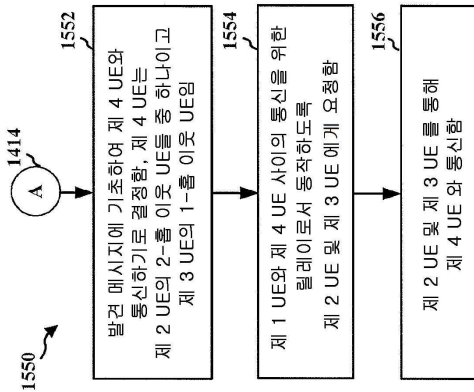 1550
A
1414
1552
발견 메시지에 기초하여 제 4 UE와
통신하기로 결정함, 제 4 UE는
제 2 UE의 2-홉 이웃 UE들 중 하나이고
제 3 UE의 1-홉 이웃 UE임
1554
제 1 UE와 제 4 UE 사이의 통신을 위한
릴레이로서 동작하도록
제 2 UE 및 제 3 UE 에게 요청함
1556
제 2 UE 및 제 3 UE 를 통해
제 4 UE 와 통신함